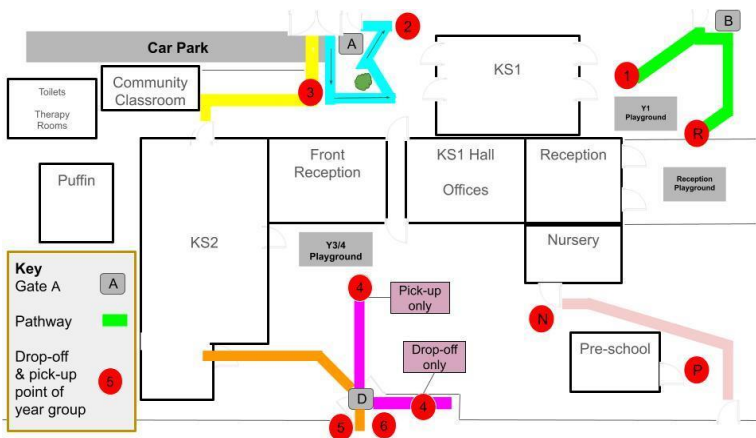 A
2
B
Car Park
KS1
1
3
Toilets
Therapy
Rooms
Community
Classroom
Y1
Playground
R
Front
Reception
KS1 Hall
Offices
Reception
Puffin
Reception
Playground
KS2
Y3/4
Playground
Nursery
Key
Gate A
A
Pathway
Drop-off
& pick-up
point of
year group
5
4
Pick-up
only
N
Pre-school
P
Drop-off
only
D
4
5
6